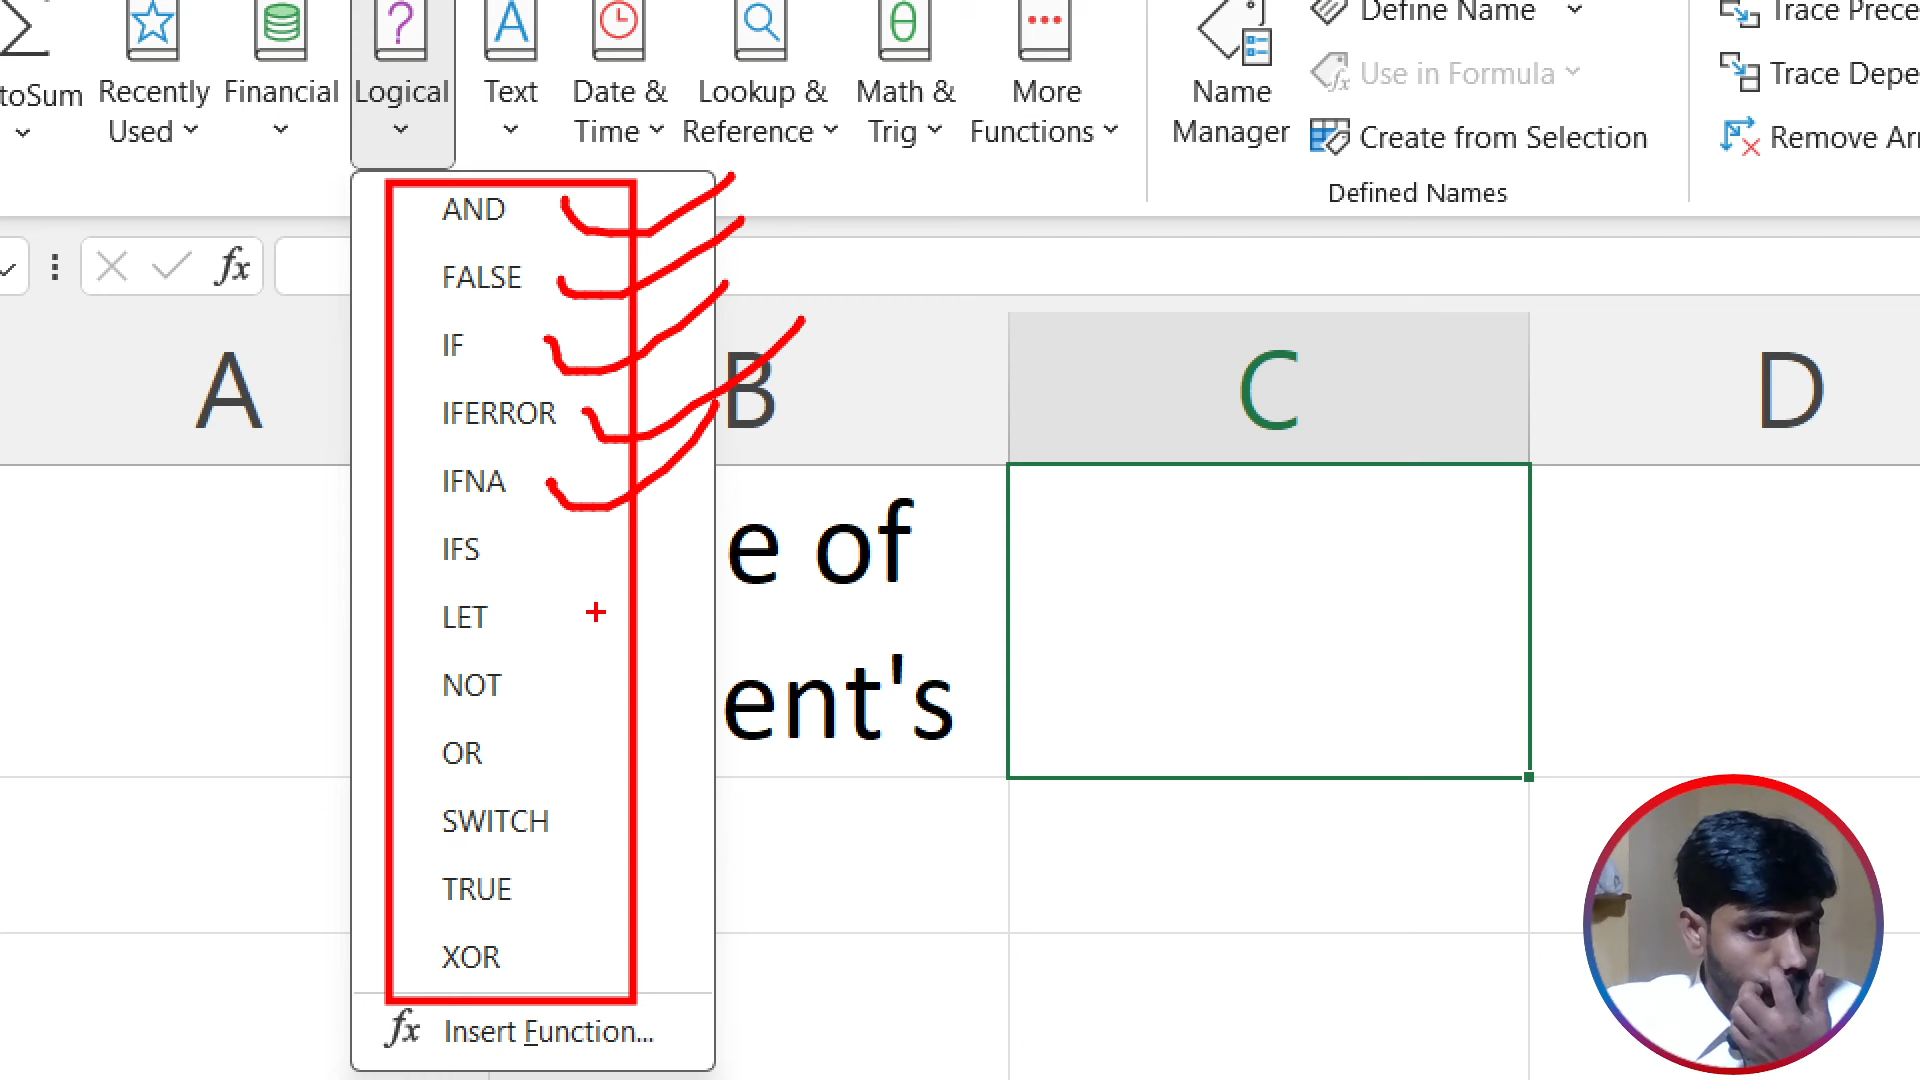 toSum
Recently
Used
Financial
Logical
Text
Date &
Time
Lookup &
Reference
Math &
Trig
More
Functions
Name
Manager
Define Name
Use in Formula
Create from Selection
Defined Names
Trace Prece
Trace Depe
Remove Arr
fx
AND
FALSE
IF
IFERROR
IFNA
IFS
LET
NOT
OR
SWITCH
TRUE
XOR
fx Insert Function...
A
B
C
D
e of
ent's